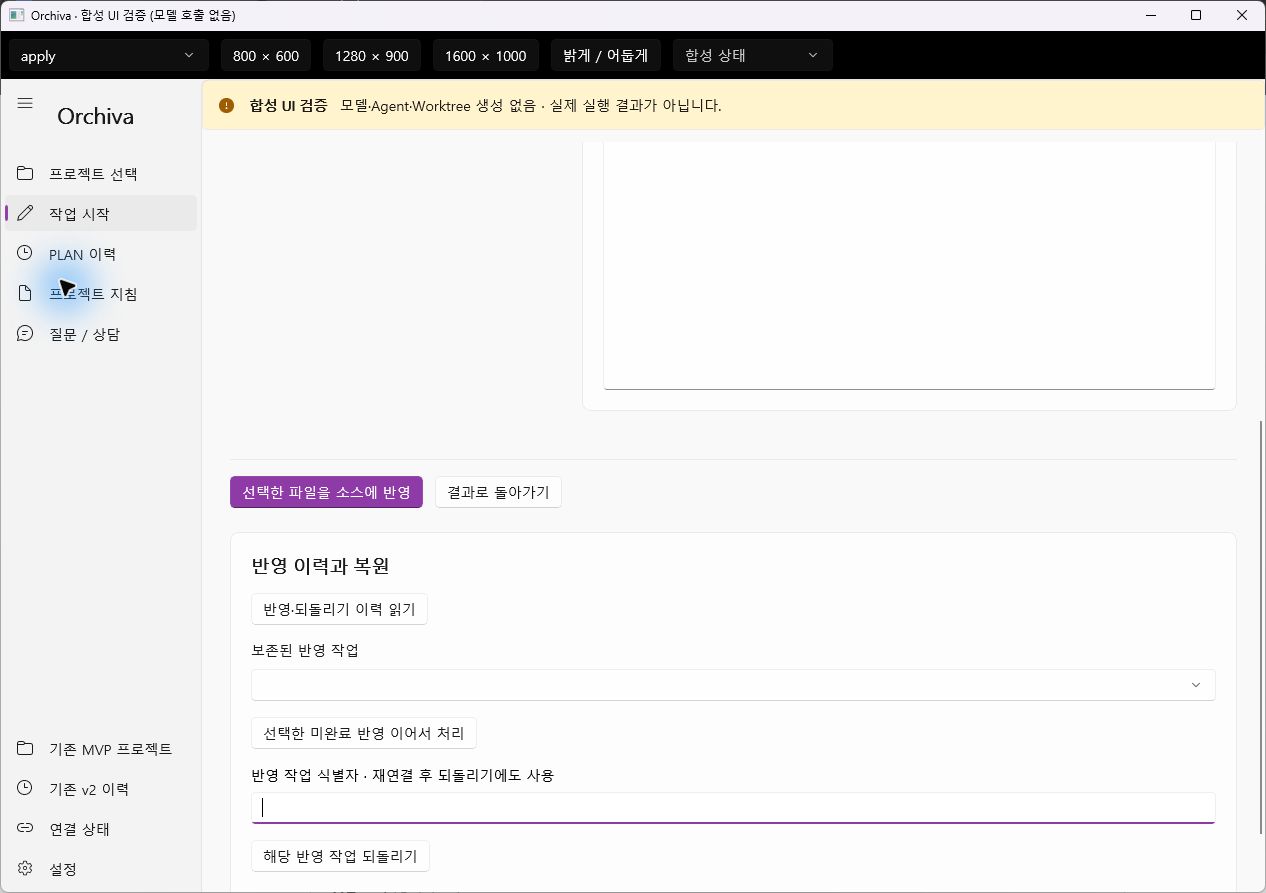 Orchiva · 합성 UI 검증 (모델 호출 없음)
apply
800 × 600
1280 × 900
1600 × 1000
밝게 / 어둡게
합성 상태
Orchiva
프로젝트 선택
작업 시작
PLAN 이력
프로젝트 지침
질문 / 상담
기존 MVP 프로젝트
기존 v2 이력
연결 상태
설정
합성 UI 검증 모델·Agent·Worktree 생성 없음 · 실제 실행 결과가 아닙니다.
선택한 파일을 소스에 반영
결과로 돌아가기
반영 이력과 복원
반영·되돌리기 이력 읽기
보존된 반영 작업
선택한 미완료 반영 이어서 처리
반영 작업 식별자 · 재연결 후 되돌리기에도 사용
해당 반영 작업 되돌리기